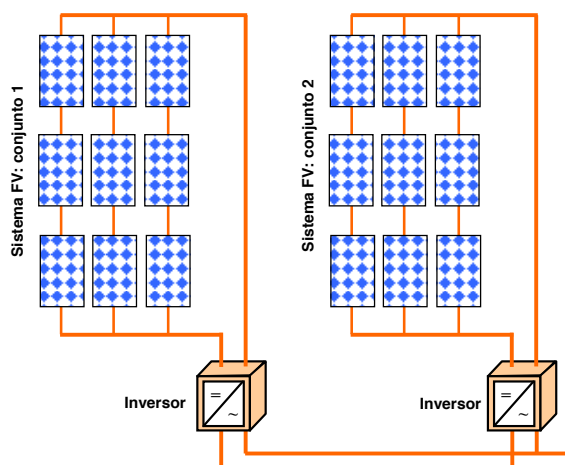 Sistema FV: conjunto 1
Sistema FV: conjunto 2
Inversor
=
~
Inversor
=
~